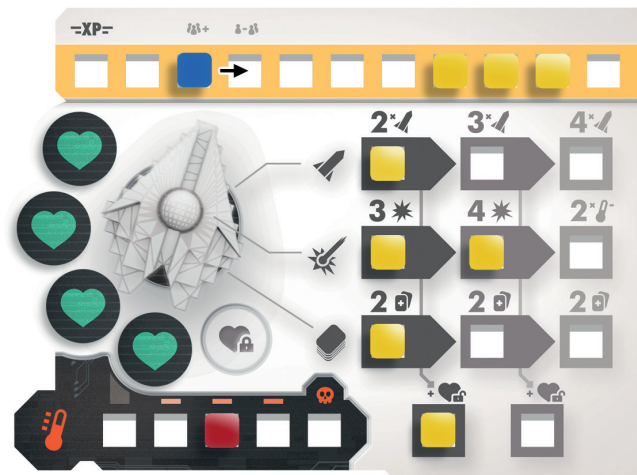 =XP=
+ -
2× 3× 4×
3 4 2× -
2 2 2
+ +